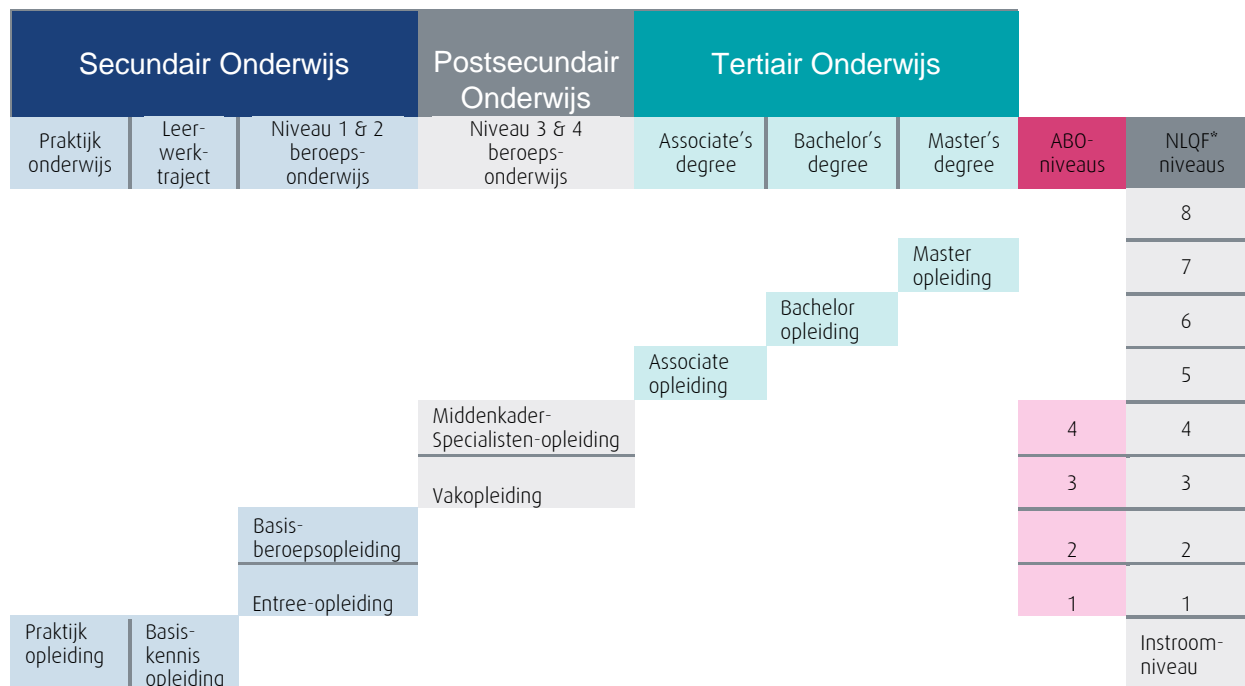 Secundair Onderwijs
Postsecundair
Onderwijs
Tertiair Onderwijs
Praktijk
onderwijs
Leer-
werk-
traject
Niveau 1 & 2
beroeps-
onderwijs
Niveau 3 & 4
beroeps-
onderwijs
Associate's
degree
Bachelor's
degree
Master's
degree
ABO-
niveaus
NLQF*
niveaus
8
Master
opleiding
7
Bachelor
opleiding
6
Associate
opleiding
5
Middenkader-
Specialisten-opleiding
4
4
Vakopleiding
3
3
Basis-
beroepsopleiding
2
2
Entree-opleiding
1
1
Praktijk
opleiding
Basis-
kennis
opleiding
Instroom-
niveau